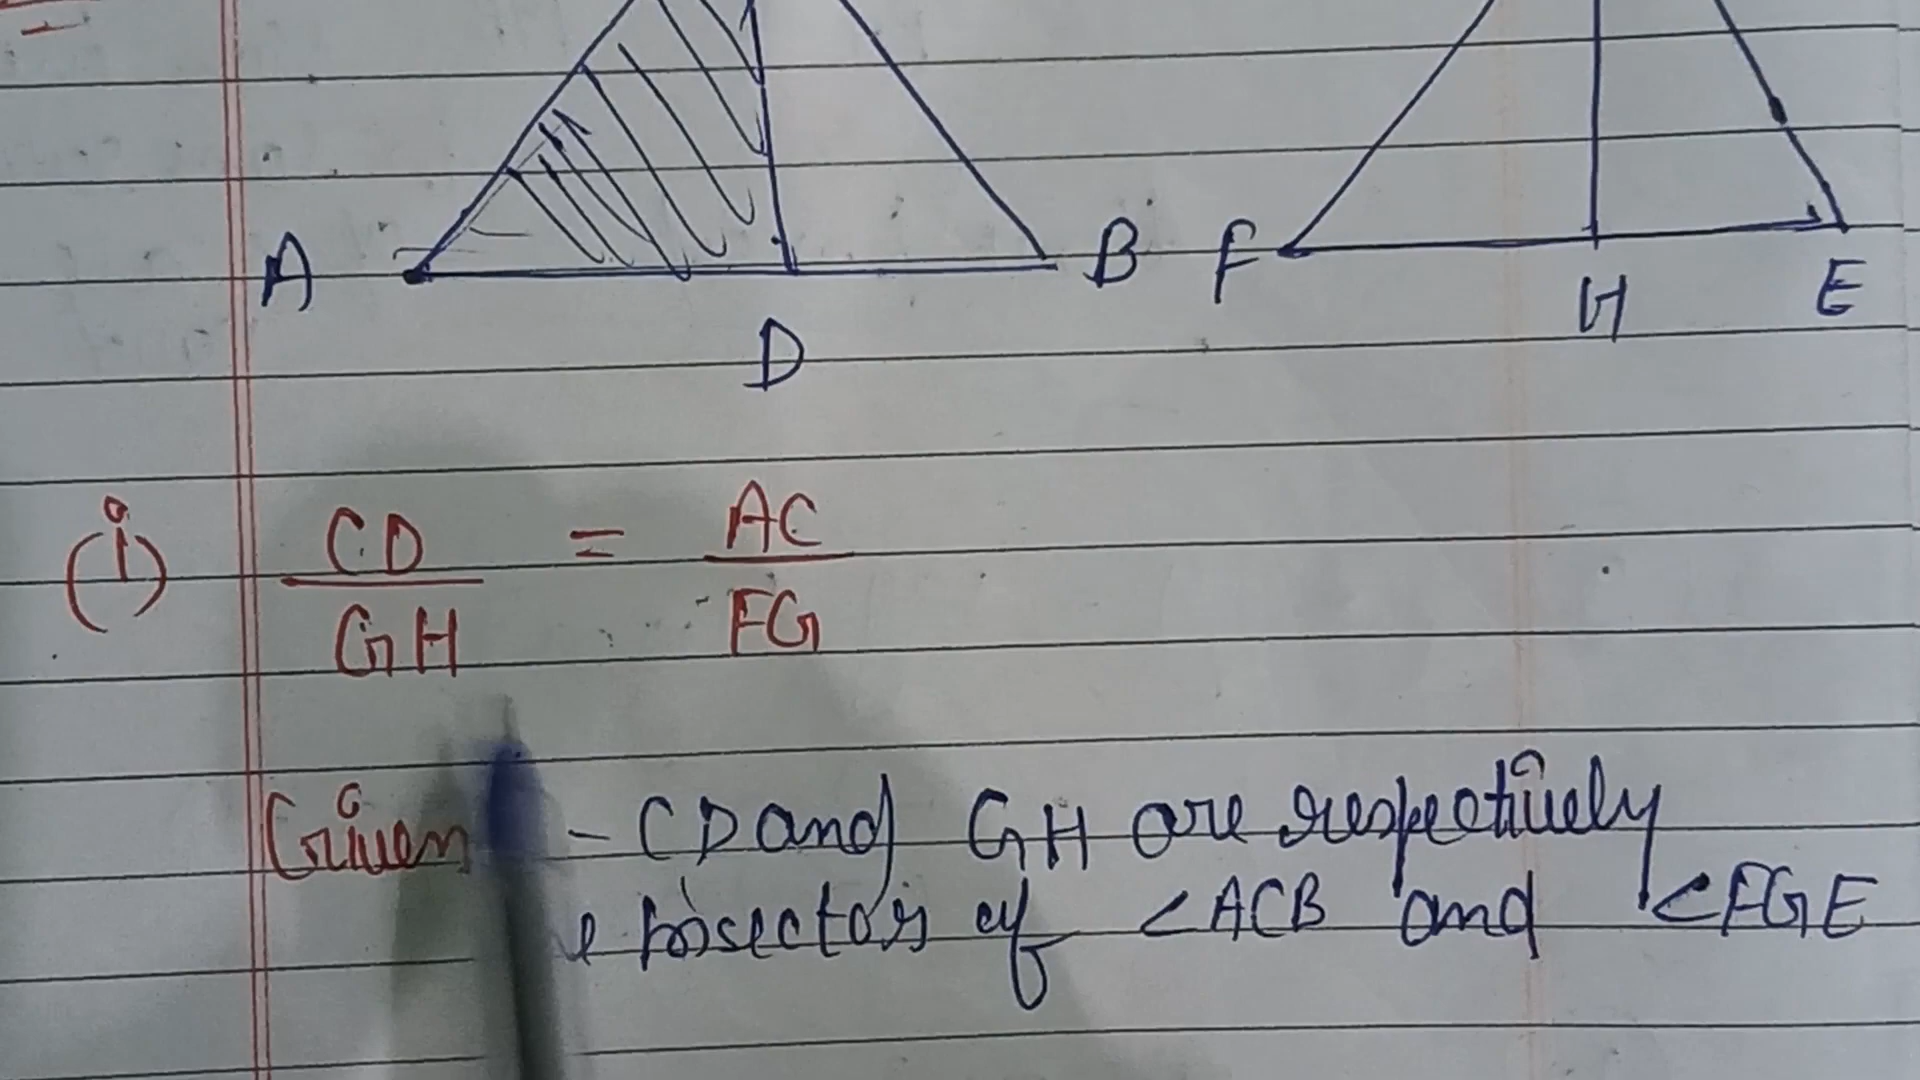 A B F
H E
D
(i) CD = AC
GH FG
Given - CD and GH are respectively
bisectors of <ACB and <FGE